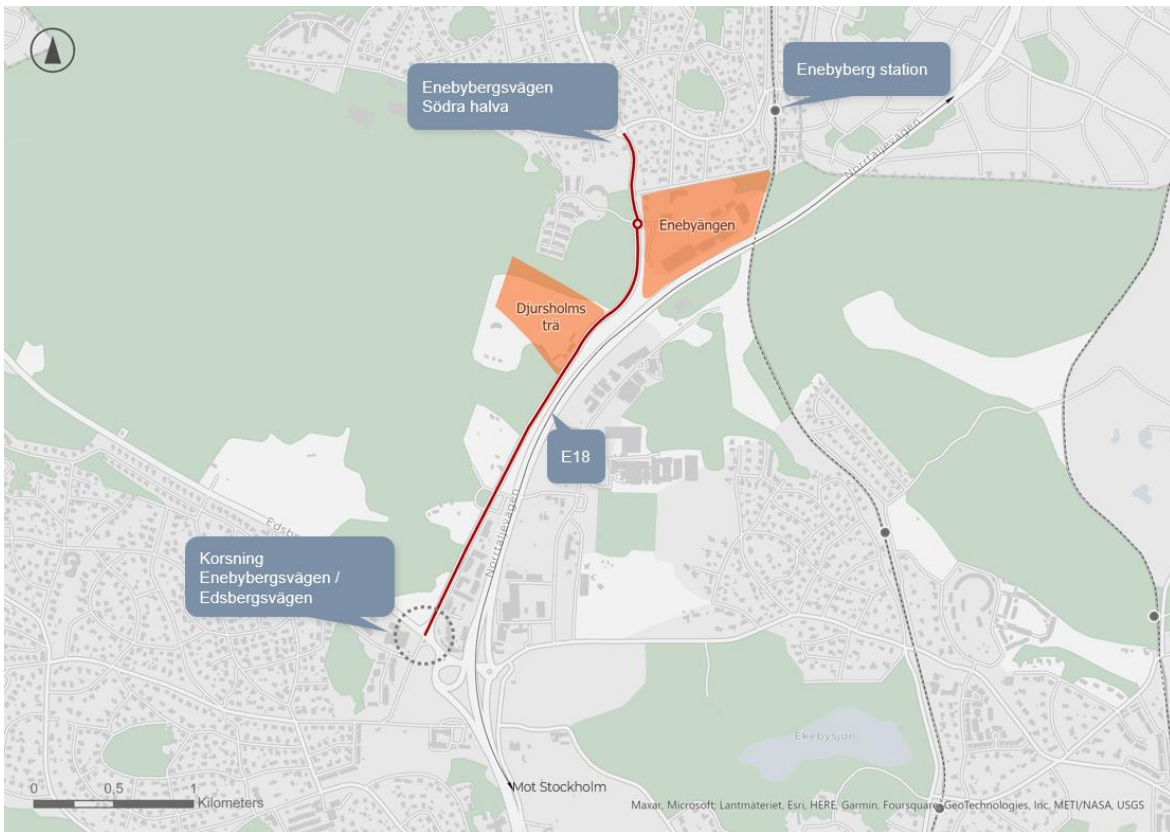 Enebybergsvägen
Södra halva
Enebyberg station
Norrtäljevägen
Enebyängen
Djursholms
trä
E18
Norrtäljevägen
Edsb
Korsning
Enebybergsvägen /
Edsbergsvägen
Ekebysjön
0 0,5 1
Kilometers
Mot Stockholm
Maxar, Microsoft, Lantmäteriet, Esri, HERE, Garmin, Foursquare, GeoTechnologies, Inc, METI/NASA, USGS